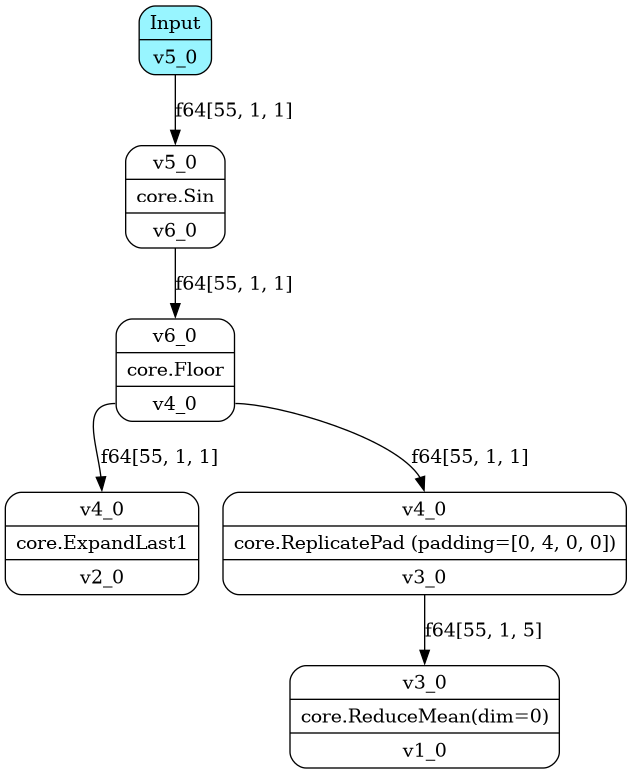 Input
v5_0
f64[55, 1, 1]
v5_0
core.Sin
v6_0
f64[55, 1, 1]
v6_0
core.Floor
v4_0
f64[55, 1, 1]
f64[55, 1, 1]
v4_0
core.ExpandLast1
v2_0
v4_0
core.ReplicatePad (padding=[0, 4, 0, 0])
v3_0
f64[55, 1, 5]
v3_0
core.ReduceMean(dim=0)
v1_0